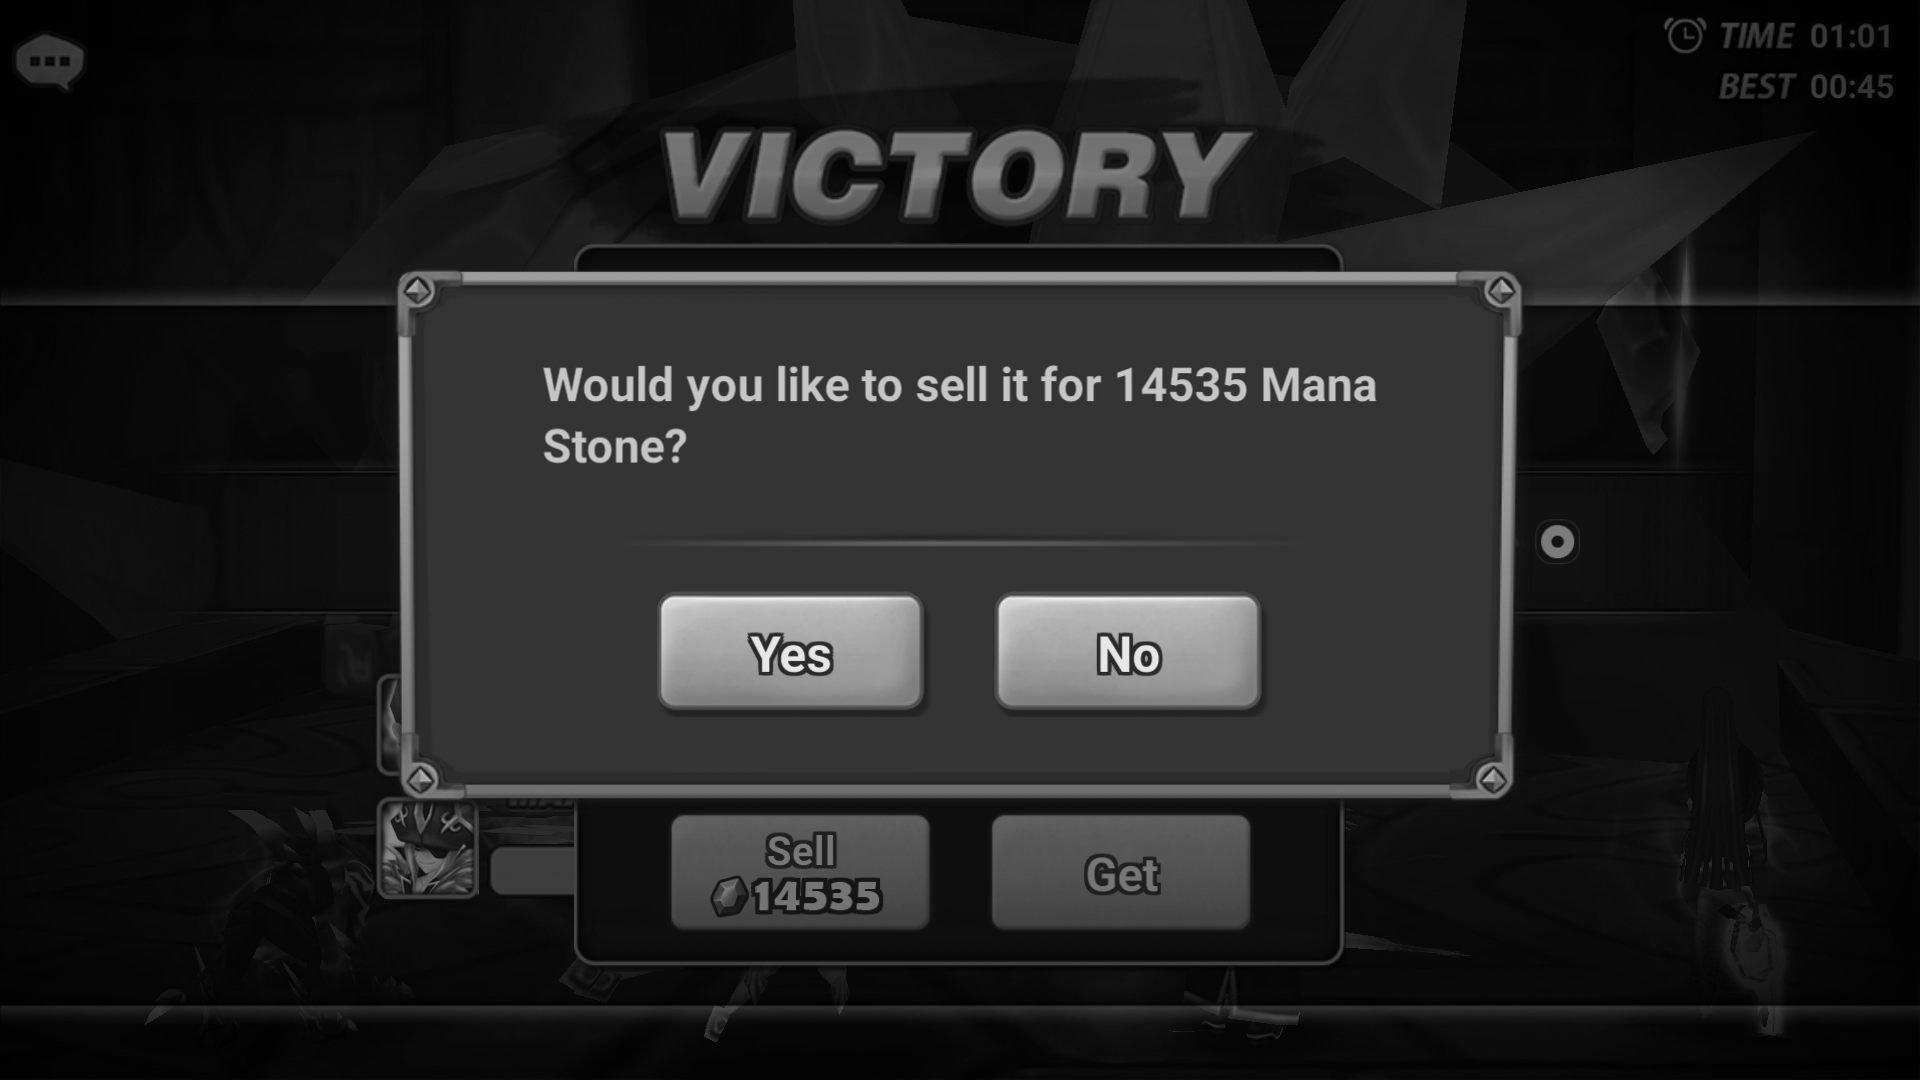 TIME 01:01
BEST 00:45
VICTORY
Would you like to sell it for 14535 Mana
Stone?
Yes
No
Sell
14535
Get